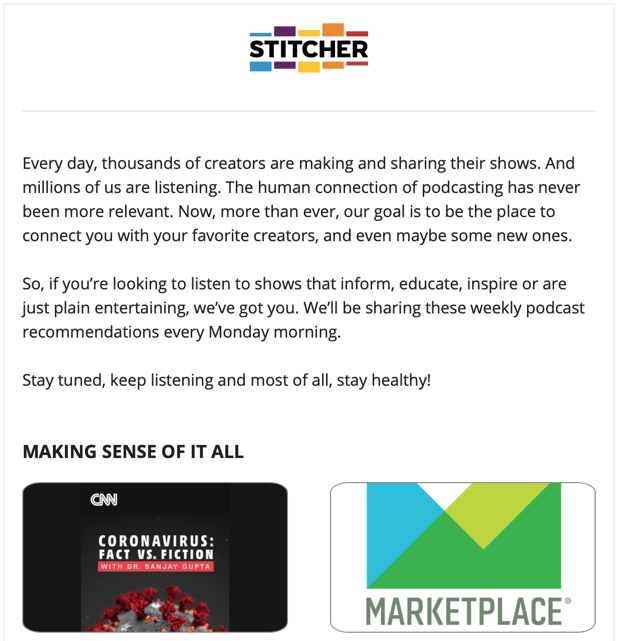 STITCHER
Every day, thousands of creators are making and sharing their shows. And
millions of us are listening. The human connection of podcasting has never
been more relevant. Now, more than ever, our goal is to be the place to
connect you with your favorite creators, and even maybe some new ones.
So, if you’re looking to listen to shows that inform, educate, inspire or are
just plain entertaining, we’ve got you. We’ll be sharing these weekly podcast
recommendations every Monday morning.
Stay tuned, keep listening and most of all, stay healthy!
MAKING SENSE OF IT ALL
CNN
CORONAVIRUS:
FACT VS. FICTION
WITH DR. SANJAY GUPTA
MARKETPLACE®